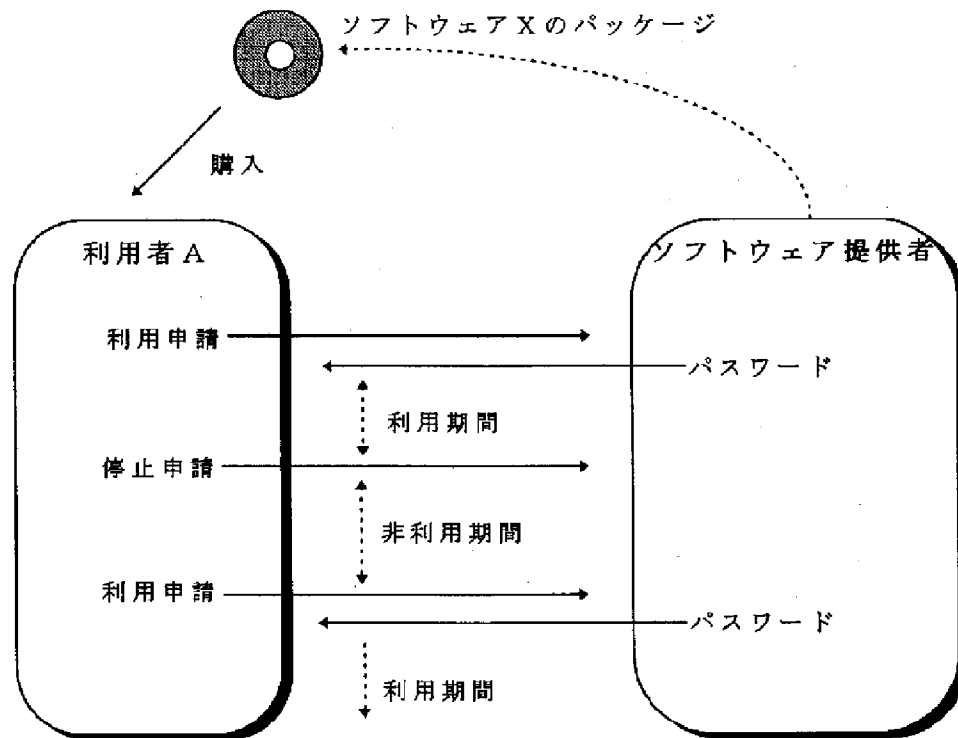 ソフトウェアXのパッケージ
購入
利用者A
ソフトウェア提供者
利用申請
パスワード
利用期間
停止申請
非利用期間
利用申請
パスワード
利用期間